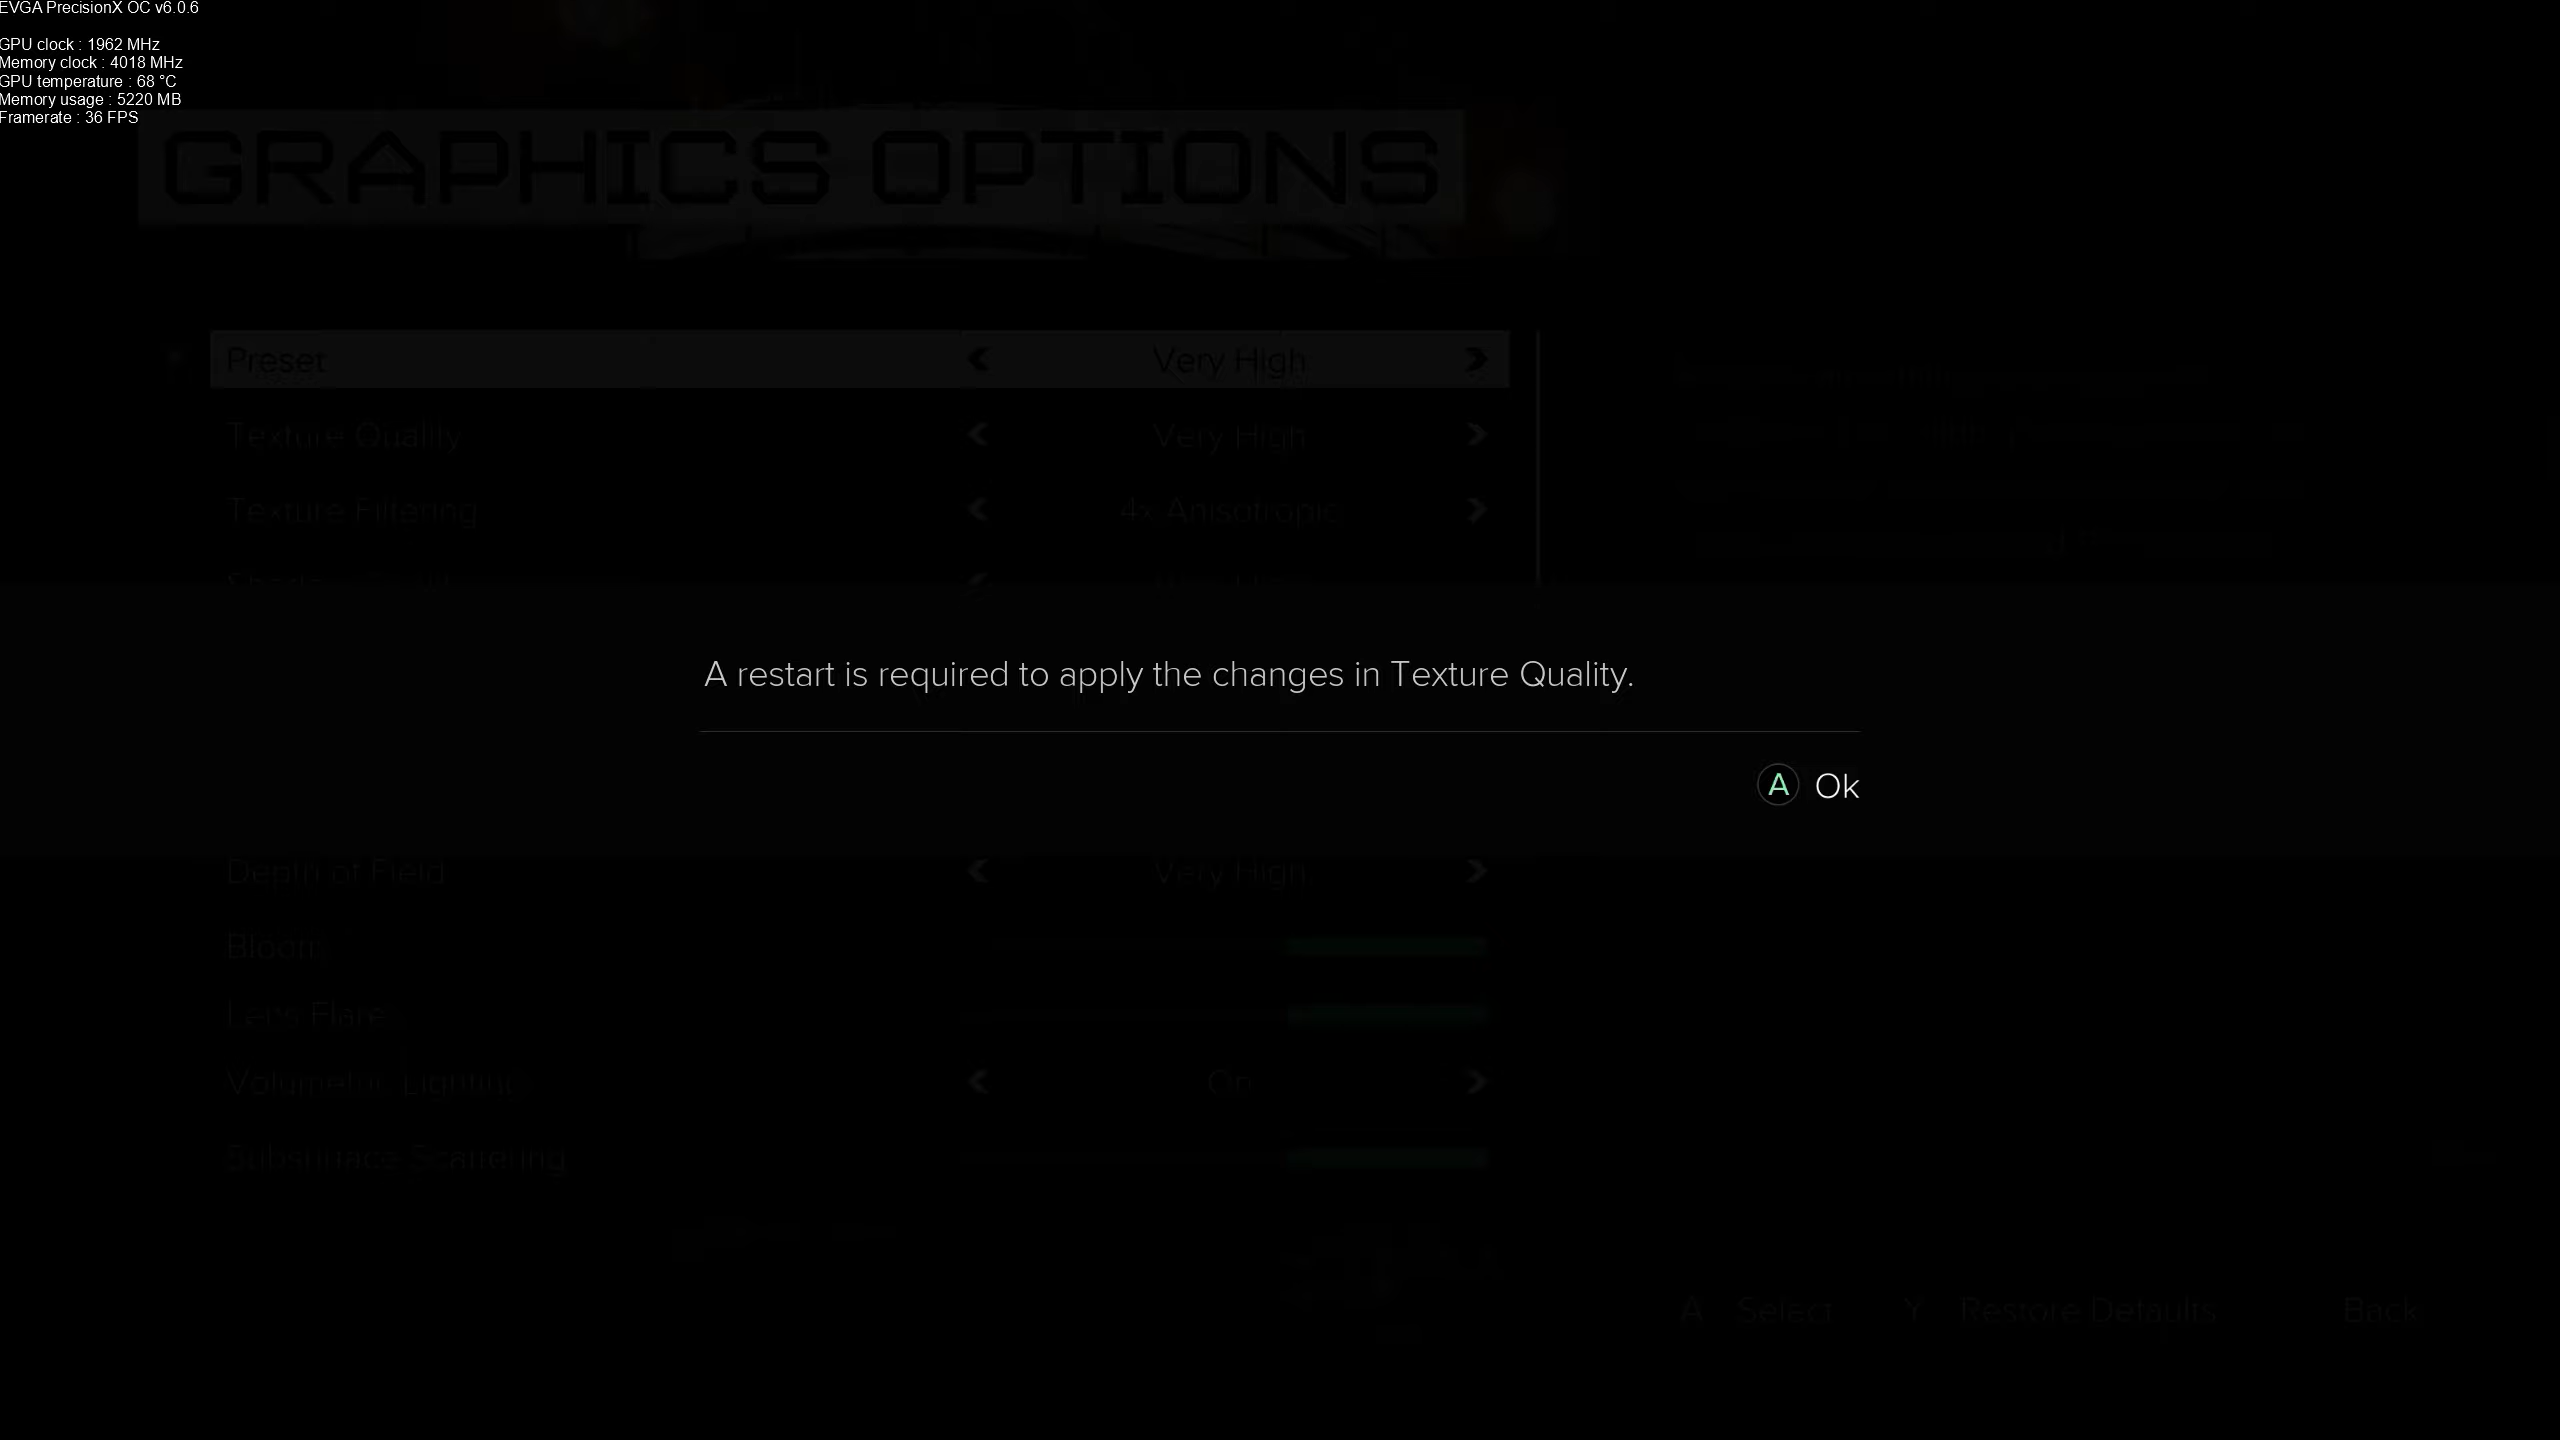 EVGA PrecisionX OC v6.0.6
GPU clock : 1962 MHz
Memory clock : 4018 MHz
GPU temperature : 68 °C
Memory usage : 5220 MB
Framerate : 36 FPS
GRAPHICS OPTIONS
Preset Very High
Texture Quality Very High
Texture Filtering 4x Anisotropic
A restart is required to apply the changes in Texture Quality.
A Ok
Depth of Field Very High
Bloom
Lens Flare
Volumetric Lighting On
Subsurface Scattering
A Select Y Restore Defaults Back